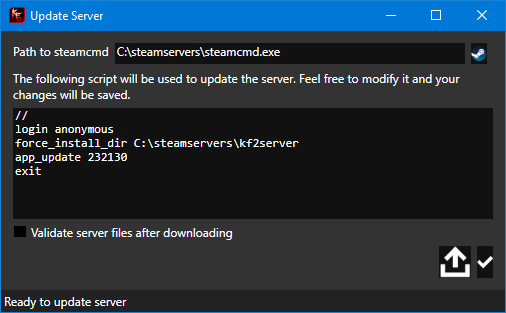 KF
Update Server
Path to steamcmd C:\steamservers\steamcmd.exe
The following script will be used to update the server. Feel free to modify it and your
changes will be saved.
//
login anonymous
force_install_dir C:\steamservers\kf2server
app_update 232130
exit
Validate server files after downloading
Ready to update server